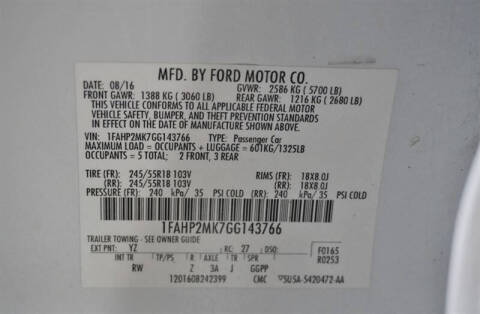 MFD. BY FORD MOTOR CO.
DATE: 08/16 GVWR: 2586 KG ( 5700 LB)
FRONT GAWR: 1388 KG ( 3060 LB) REAR GAWR: 1216 KG ( 2680 LB)
THIS VEHICLE CONFORMS TO ALL APPLICABLE FEDERAL MOTOR
VEHICLE SAFETY, BUMPER, AND THEFT PREVENTION STANDARDS
IN EFFECT ON THE DATE OF MANUFACTURE SHOWN ABOVE.
VIN: 1FAHP2MK7GG143766 TYPE: Passenger Car
MAXIMUM LOAD = OCCUPANTS + LUGGAGE = 601KG/1325LB
OCCUPANTS = 5 TOTAL: 2 FRONT, 3 REAR
TIRE (FR): 245/55R18 103V RIMS (FR): 18X8.0J
(RR): 245/55R18 103V (RR): 18X8.0J
PRESSURE (FR): 240 kPa/ 35 PSI COLD (RR): 240 kPa/ 35 PSI COLD
1FAHP2MK7GG143766
TRAILER TOWING - SEE OWNER GUIDE
EXT PNT: YZ RC: 27 DSO: F0165
R0253
INT TR TP/PS R AXLE TR SPR
RW Z 3A J GGPP
1201608242399 CMC 5U5A-5420472-AA